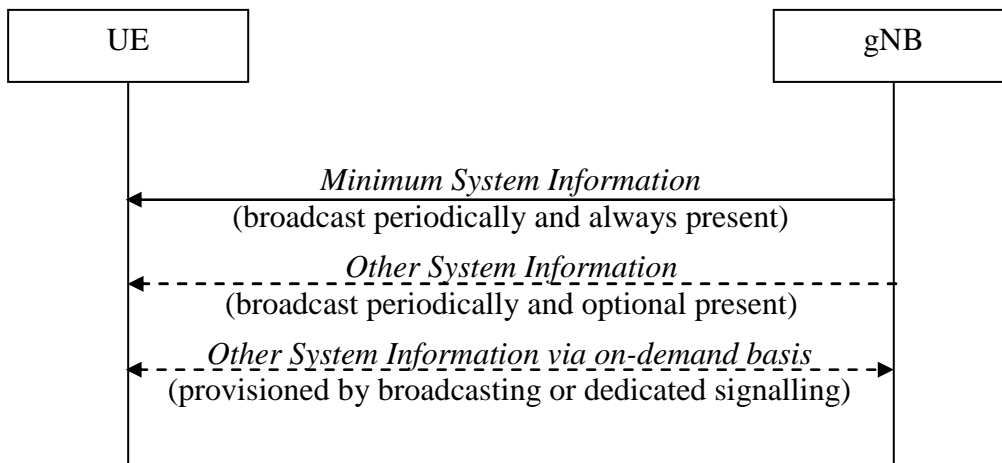 UE
gNB
Minimum System Information
(broadcast periodically and always present)
Other System Information
(broadcast periodically and optional present)
Other System Information via on-demand basis
(provisioned by broadcasting or dedicated signalling)